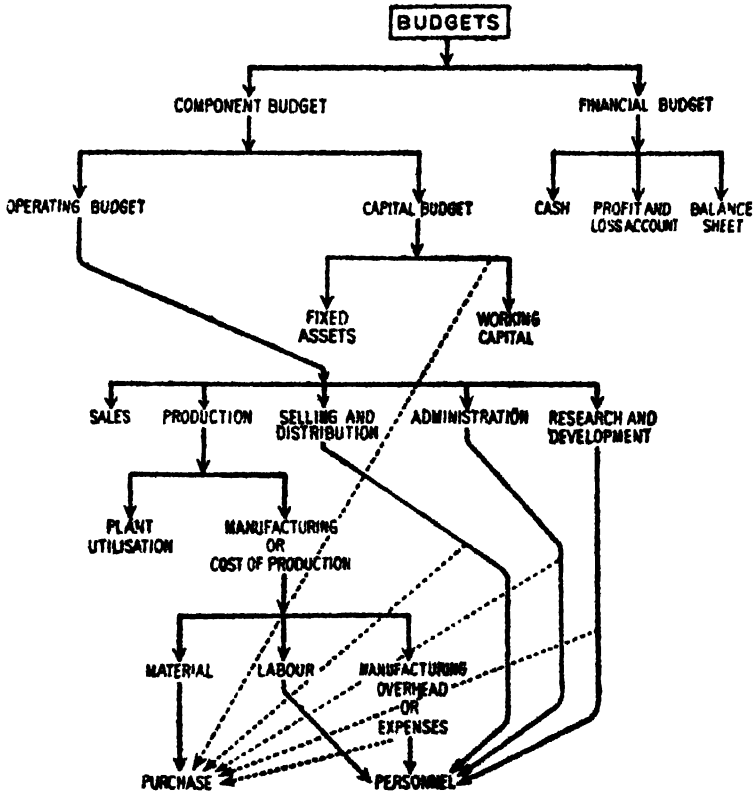 BUDGETS
COMPONENT BUDGET
FINANCIAL BUDGET
OPERATING BUDGET
CAPITAL BUDGET
CASH
PROFIT AND
LOSS ACCOUNT
BALANCE
SHEET
FIXED
ASSETS
WORKING
CAPITAL
SALES
PRODUCTION
SELLING AND
DISTRIBUTION
ADMINISTRATION
RESEARCH AND
DEVELOPMENT
PLANT
UTILISATION
MANUFACTURING
OR
COST OF PRODUCTION
MATERIAL
LABOUR
MANUFACTURING
OVERHEAD
OR
EXPENSES
PURCHASE
PERSONNEL